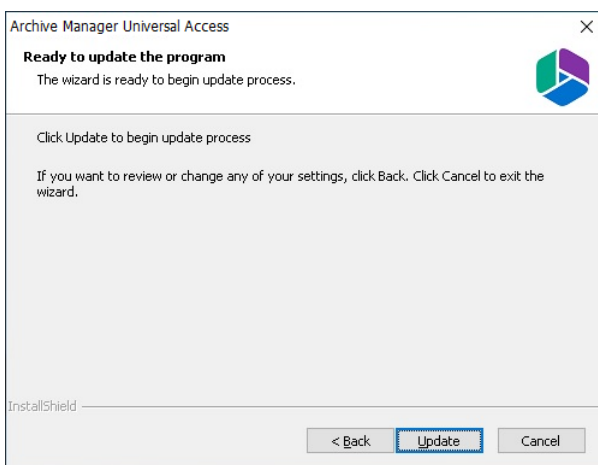 Archive Manager Universal Access
Ready to update the program
The wizard is ready to begin update process.
Click Update to begin update process
If you want to review or change any of your settings, click Back. Click Cancel to exit the
wizard.
InstallShield
< Back
Update
Cancel